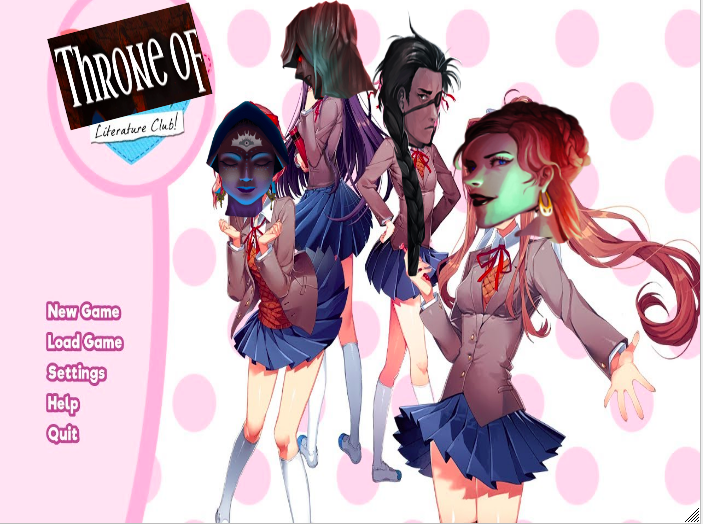 THRONE OF
Literature Club!
New Game
Load Game
Settings
Help
Quit